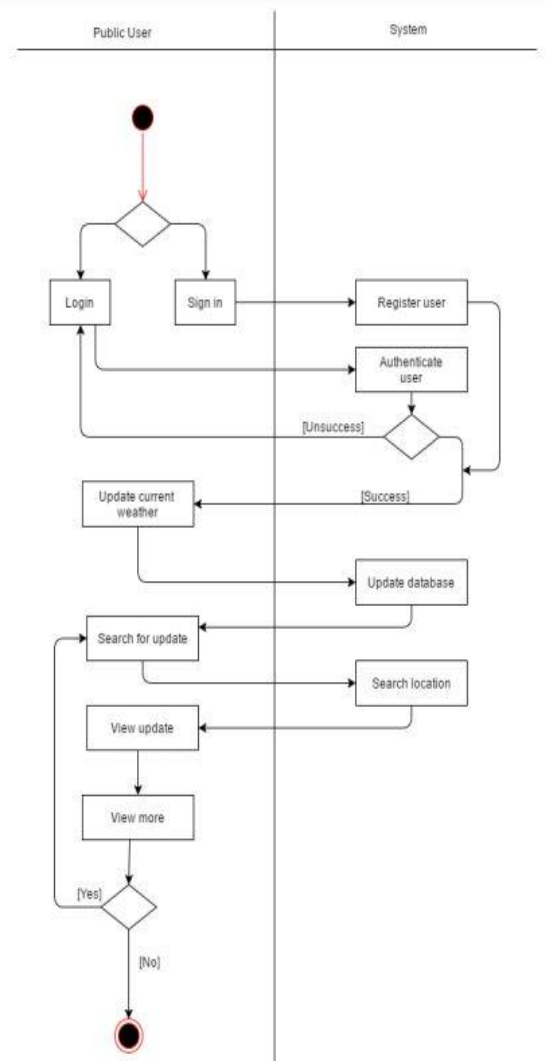 Public User
System
Login
Sign in
Register user
Authenticate
user
[Unsuccess]
[Success]
Update current
weather
Update database
Search for update
Search location
View update
View more
[Yes]
[No]